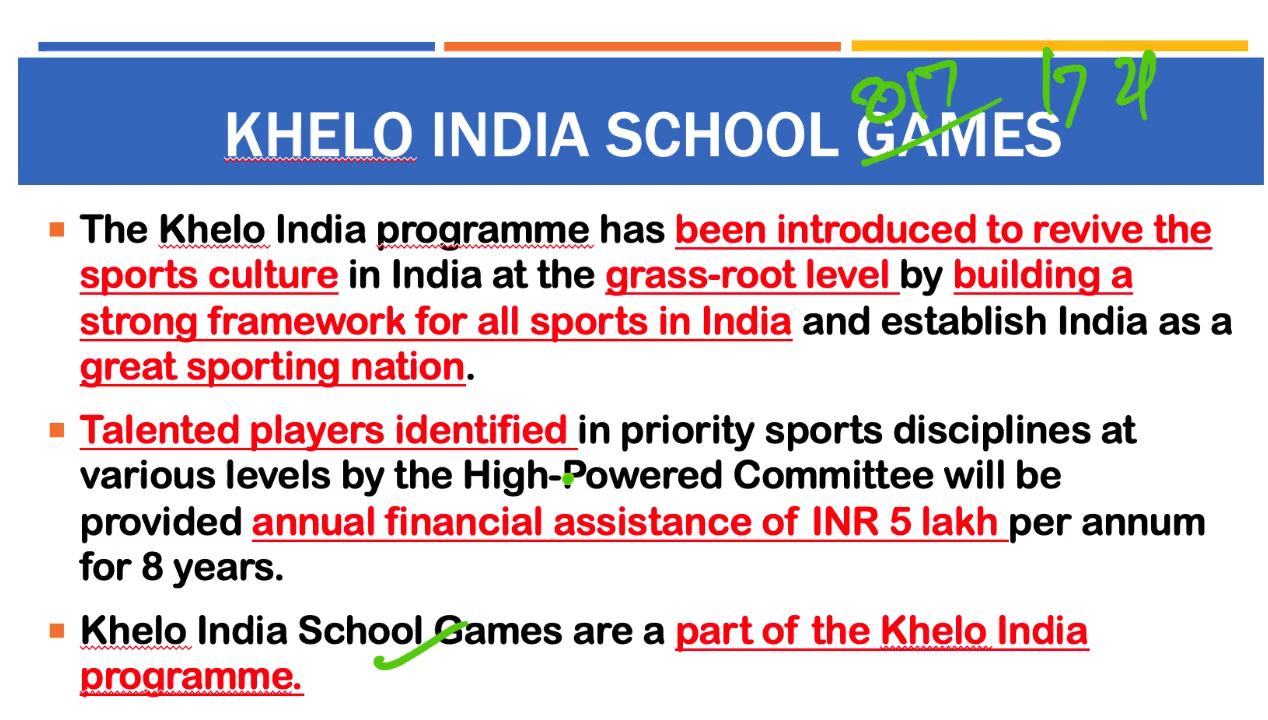 KHELO INDIA SCHOOL GAMES
The Khelo India programme has been introduced to revive the
sports culture in India at the grass-root level by building a
strong framework for all sports in India and establish India as a
great sporting nation.
Talented players identified in priority sports disciplines at
various levels by the High-Powered Committee will be
provided annual financial assistance of INR 5 lakh per annum
for 8 years.
Khelo India School Games are a part of the Khelo India
programme.